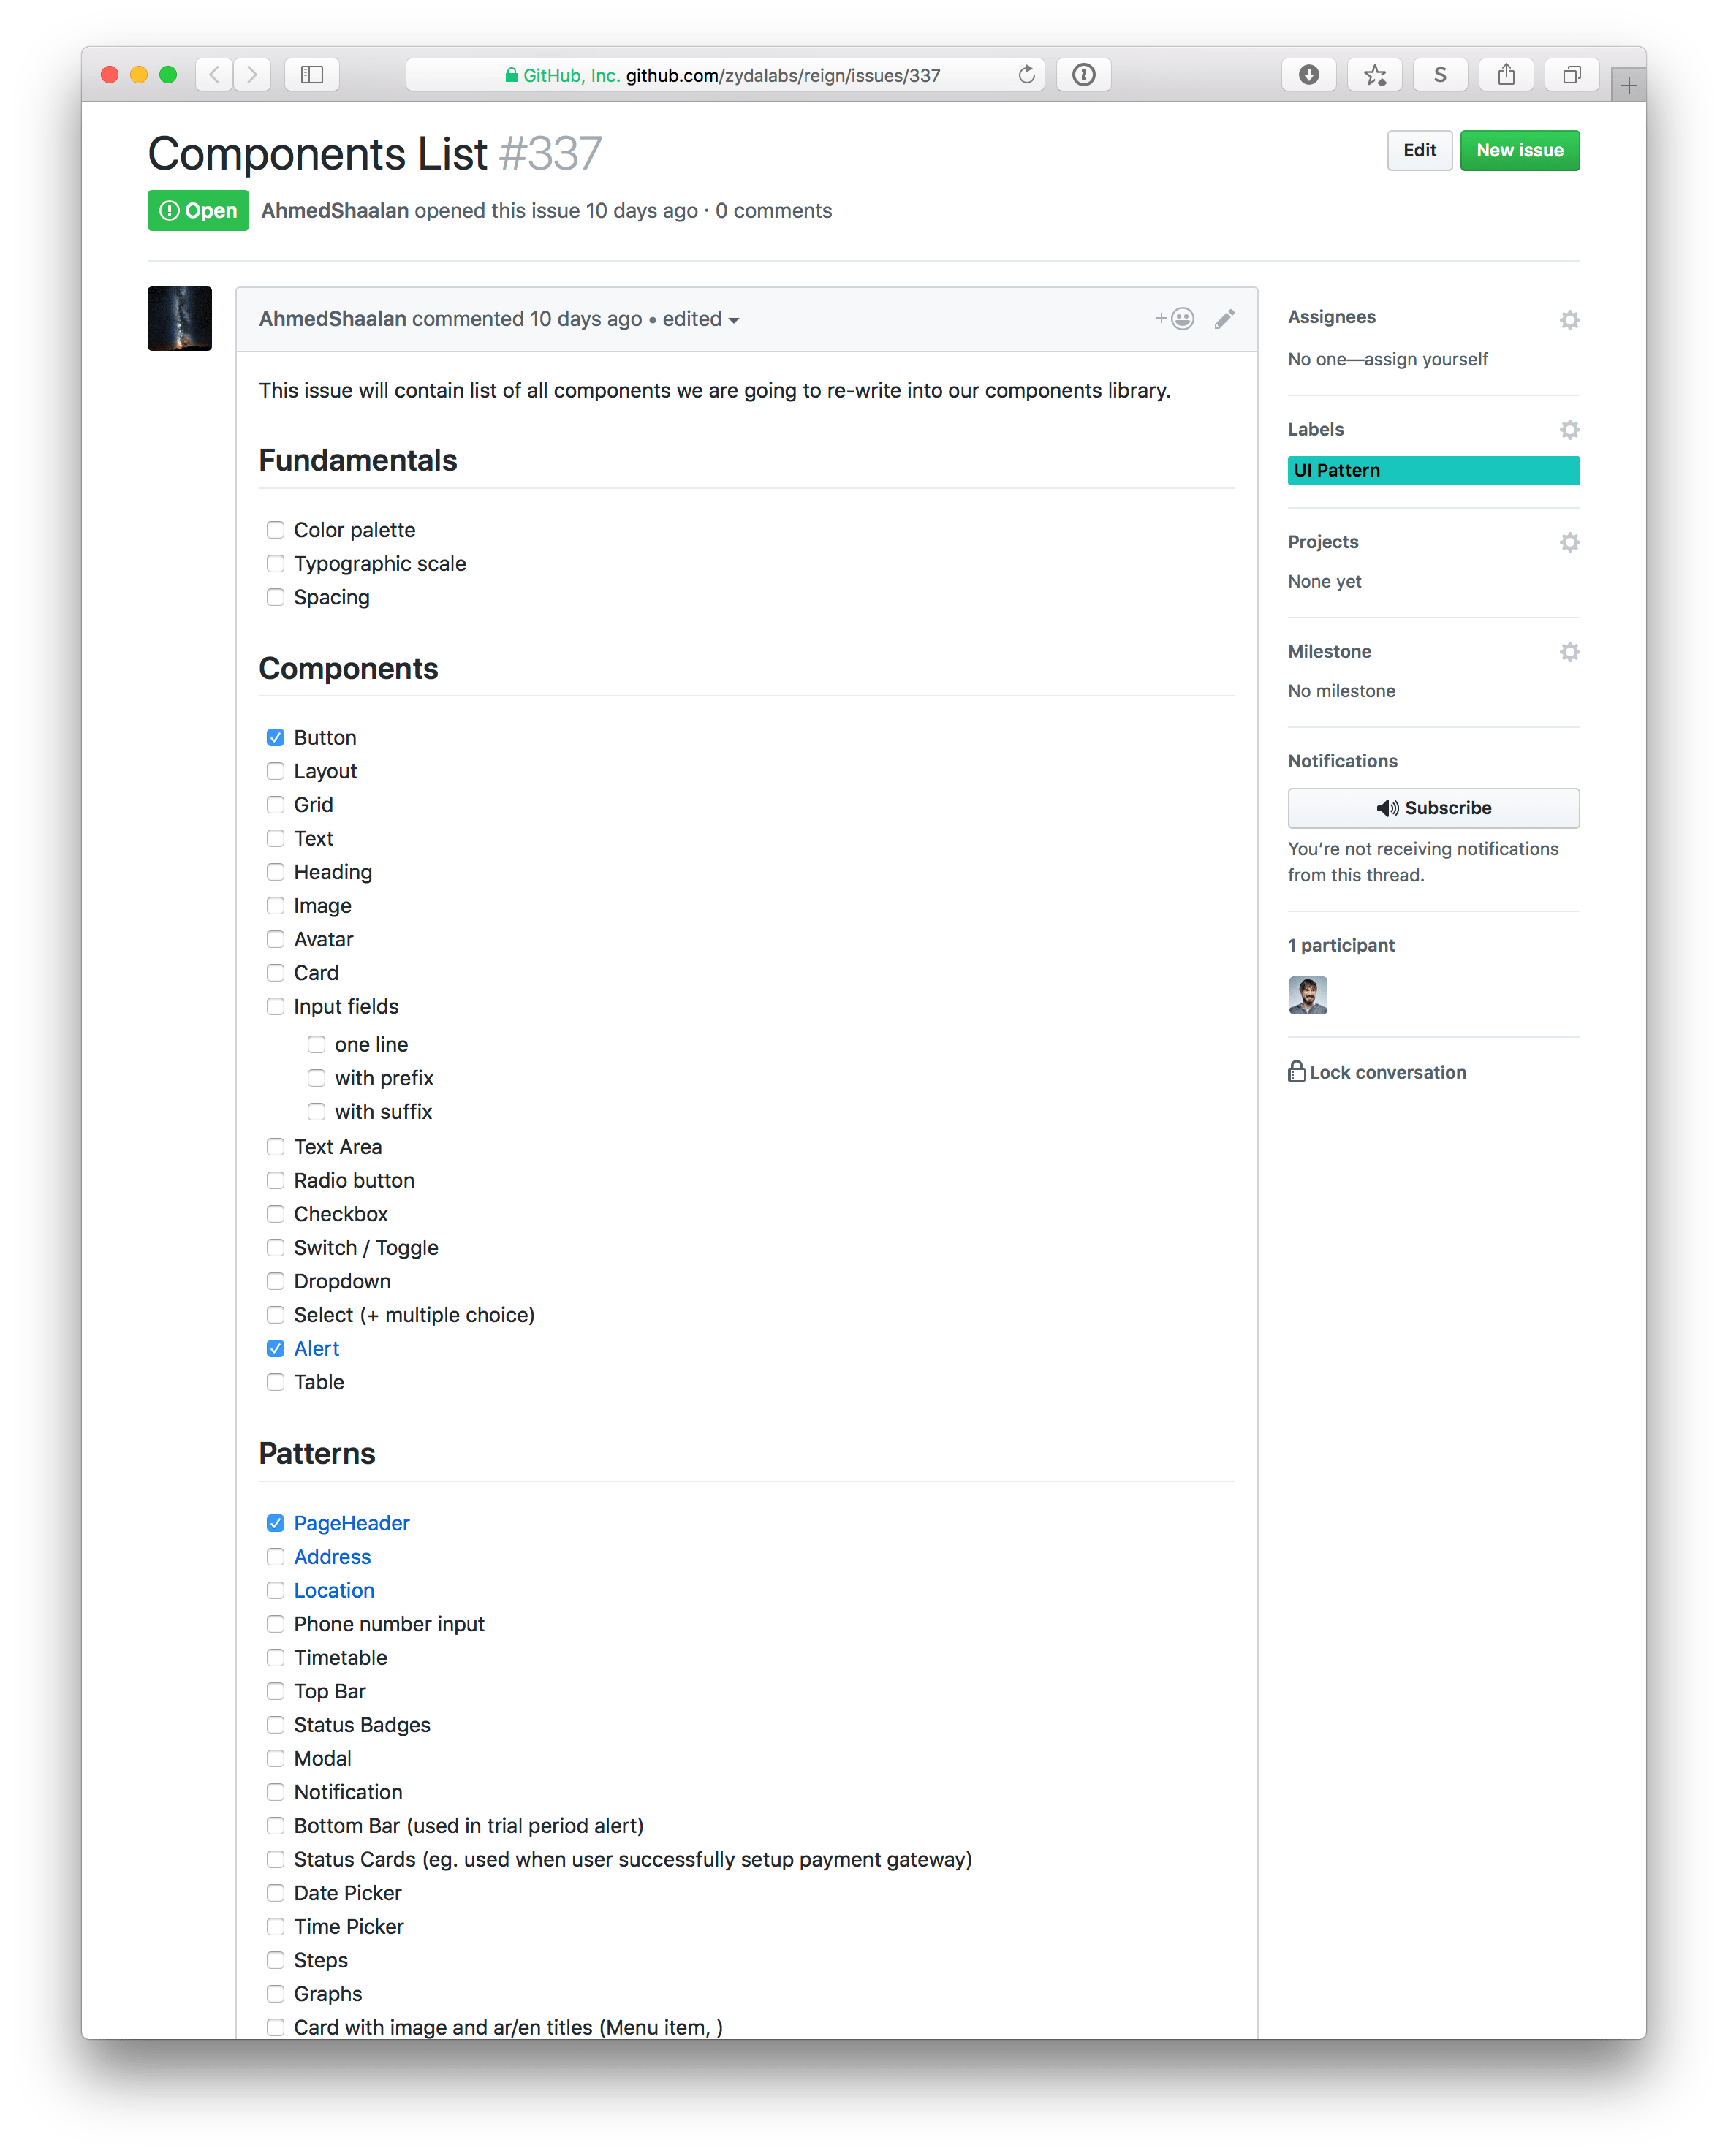 GitHub, Inc. github.com/zydalabs/reign/issues/337
S
Components List #337
Edit
New issue
Open
AhmedShaalan opened this issue 10 days ago · 0 comments
AhmedShaalan commented 10 days ago • edited
This issue will contain list of all components we are going to re-write into our components library.
Fundamentals
Color palette
Typographic scale
Spacing
Components
Button
Layout
Grid
Text
Heading
Image
Avatar
Card
Input fields
one line
with prefix
with suffix
Text Area
Radio button
Checkbox
Switch / Toggle
Dropdown
Select (+ multiple choice)
Alert
Table
Patterns
PageHeader
Address
Location
Phone number input
Timetable
Top Bar
Status Badges
Modal
Notification
Bottom Bar (used in trial period alert)
Status Cards (eg. used when user successfully setup payment gateway)
Date Picker
Time Picker
Steps
Graphs
Card with image and ar/en titles (Menu item, )
Assignees
No one—assign yourself
Labels
UI Pattern
Projects
None yet
Milestone
No milestone
Notifications
Subscribe
You’re not receiving notifications
from this thread.
1 participant
Lock conversation